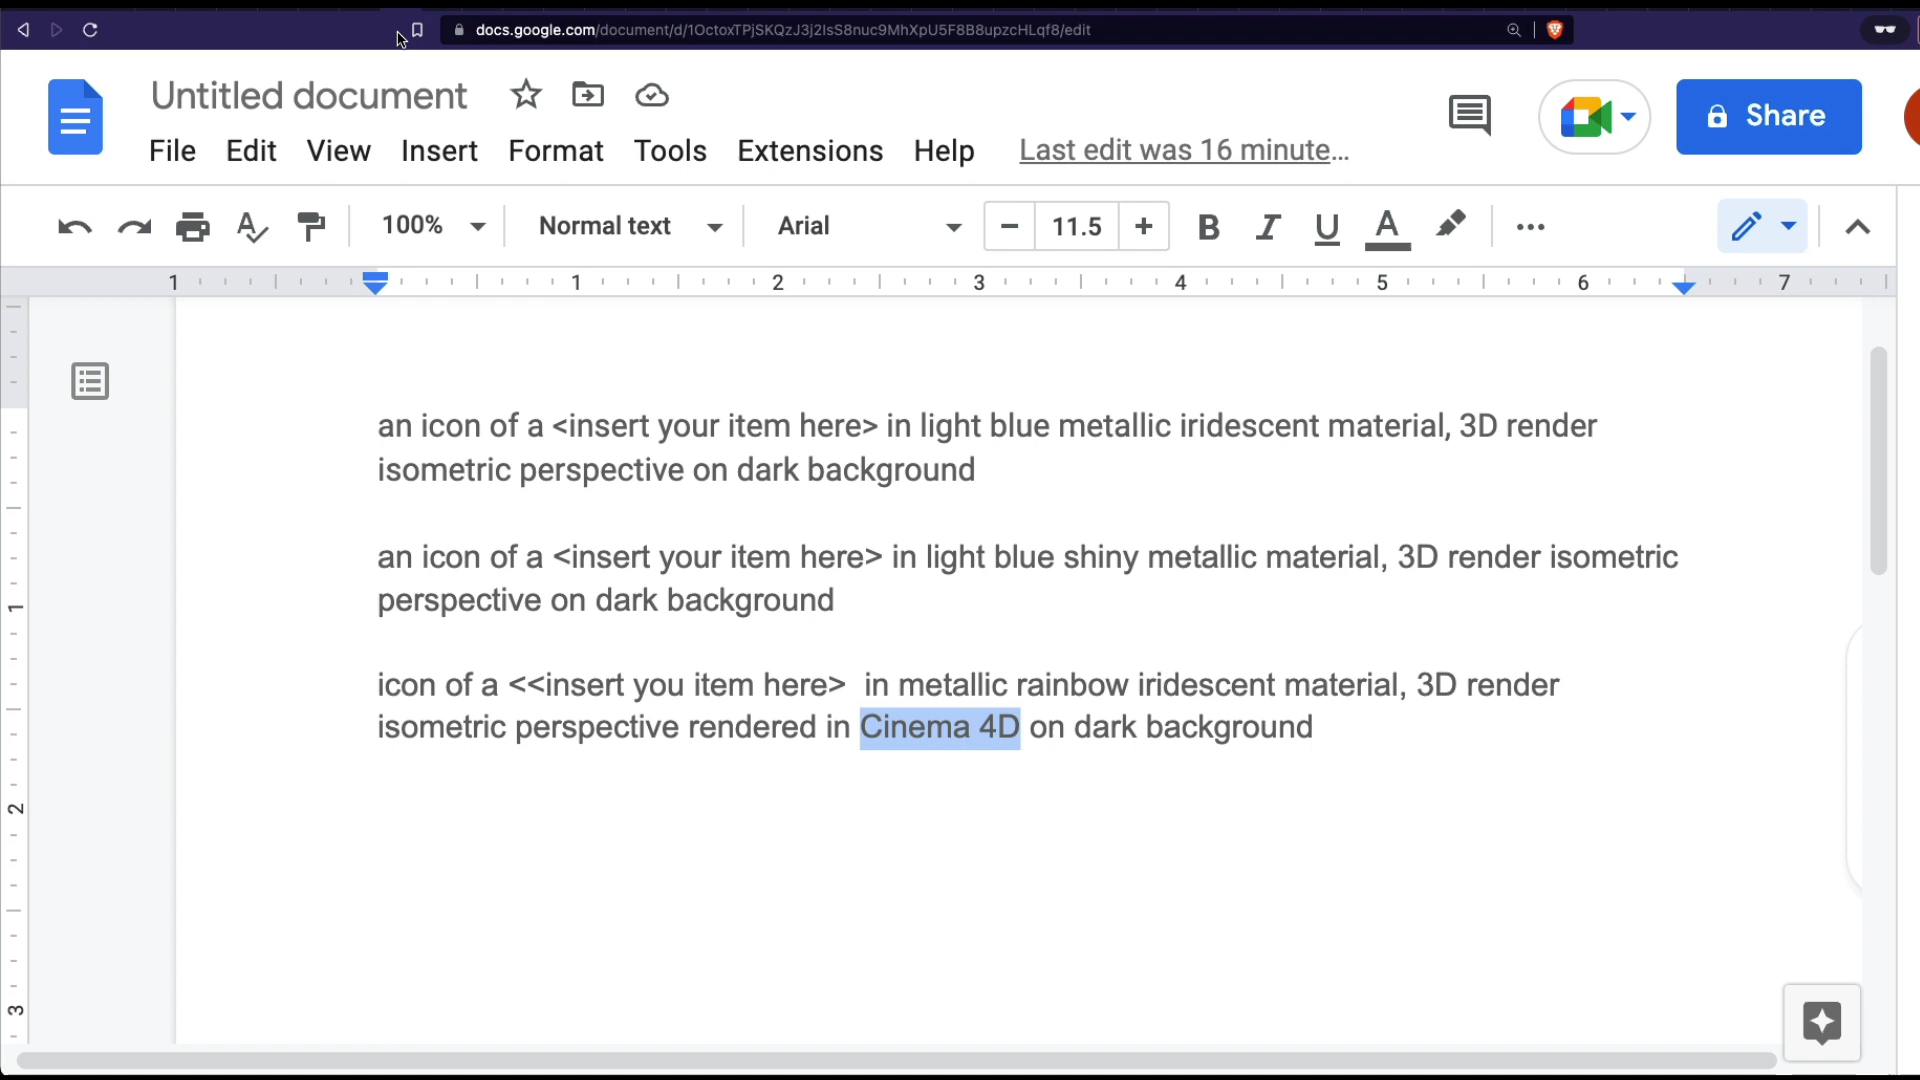 docs.google.com/document/d/1OctoxTPjSKQzJ3j2IsS8nuc9MhXpU5F8B8upzcHLqf8/edit
Untitled document
File Edit View Insert Format Tools Extensions Help Last edit was 16 minute...
Share
100% Normal text Arial − 11.5 + B I U A
1 1 2 3 4 5 6 7
an icon of a <insert your item here> in light blue metallic iridescent material, 3D render
isometric perspective on dark background
an icon of a <insert your item here> in light blue shiny metallic material, 3D render isometric
perspective on dark background
icon of a <<insert you item here>  in metallic rainbow iridescent material, 3D render
isometric perspective rendered in Cinema 4D on dark background
1
2
3